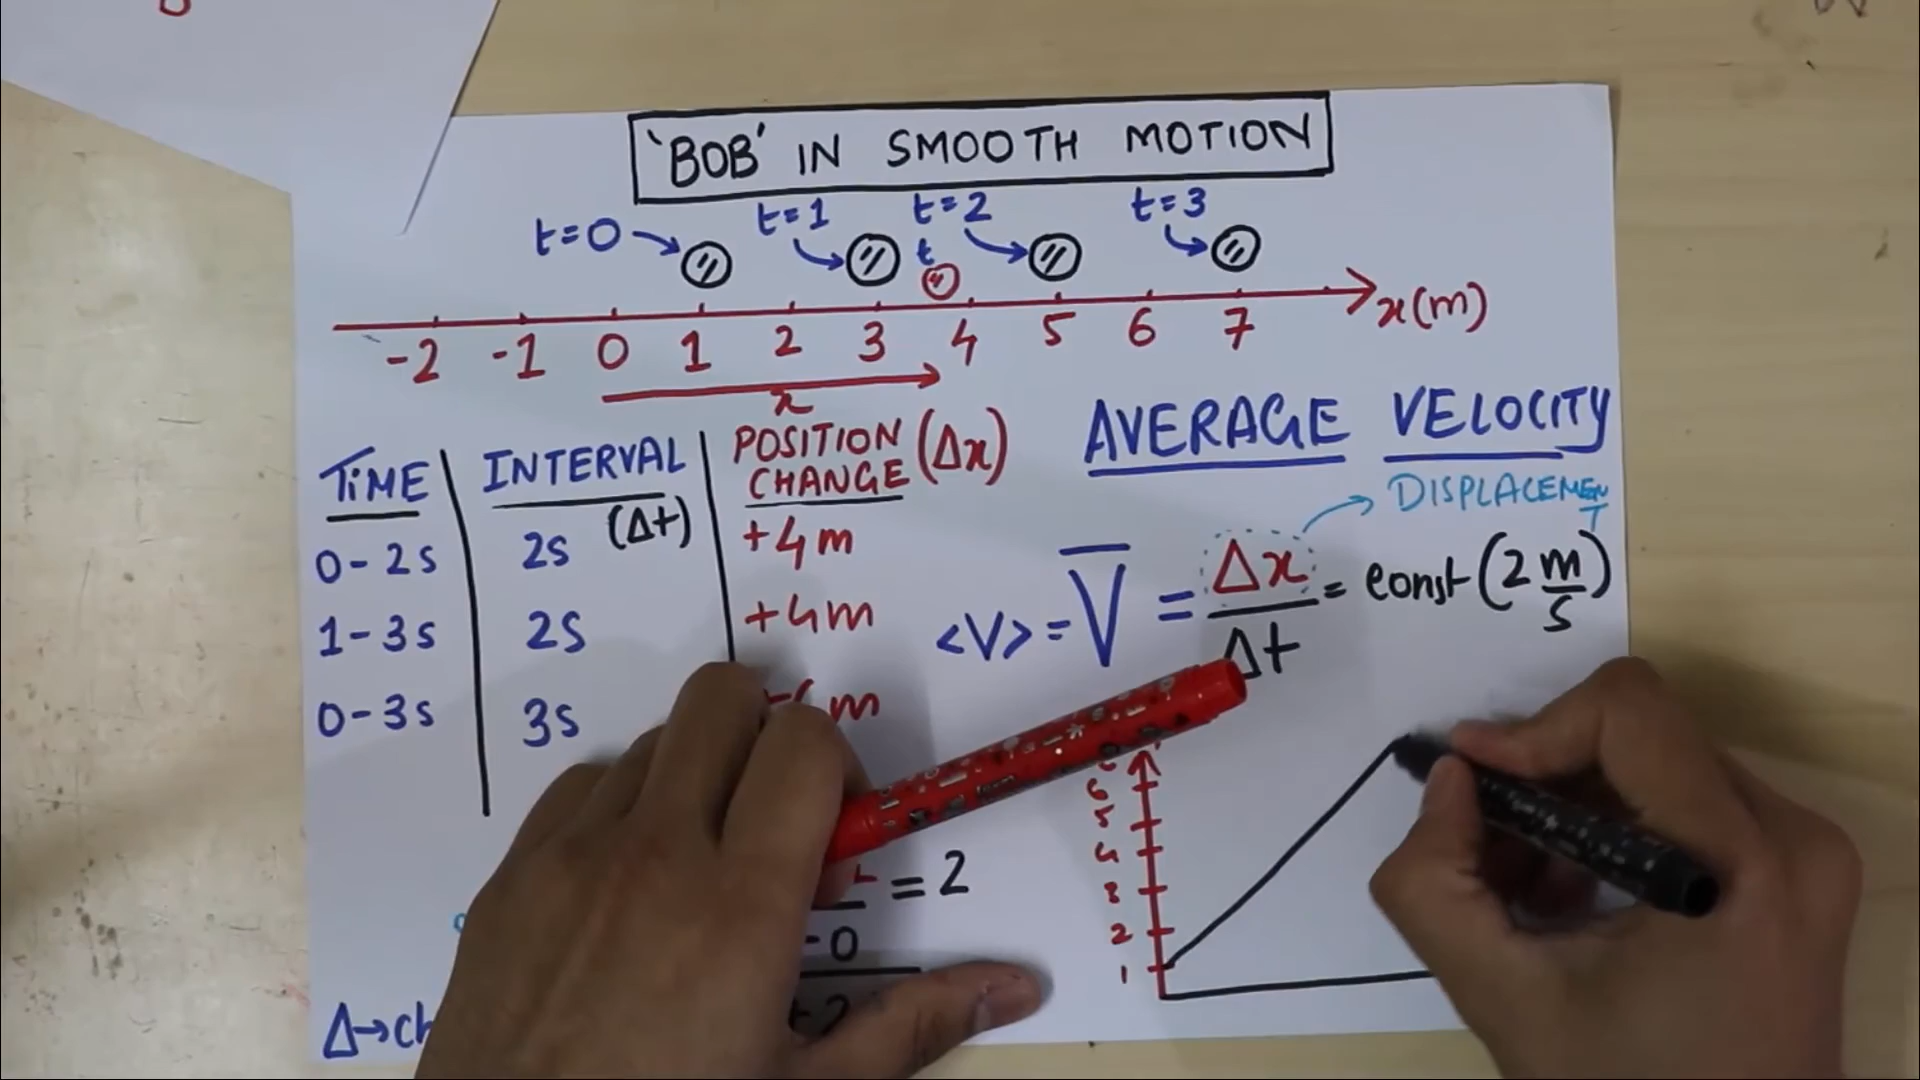 'BOB' IN SMOOTH MOTION
t=0 t=1 t=2 t=3
t
-2 -1 0 1 2 3 4 5 6 7 x(m)
x
TIME INTERVAL (Δt) POSITION CHANGE (Δx)
0-2s 2s +4m
1-3s 2s +4m
0-3s 3s m
AVERAGE VELOCITY
DISPLACEMENT
<V> = V̅ = Δx/Δt = const (2 m/s)
= 2
-0
6
5
4
3
2
1
Δ→ch